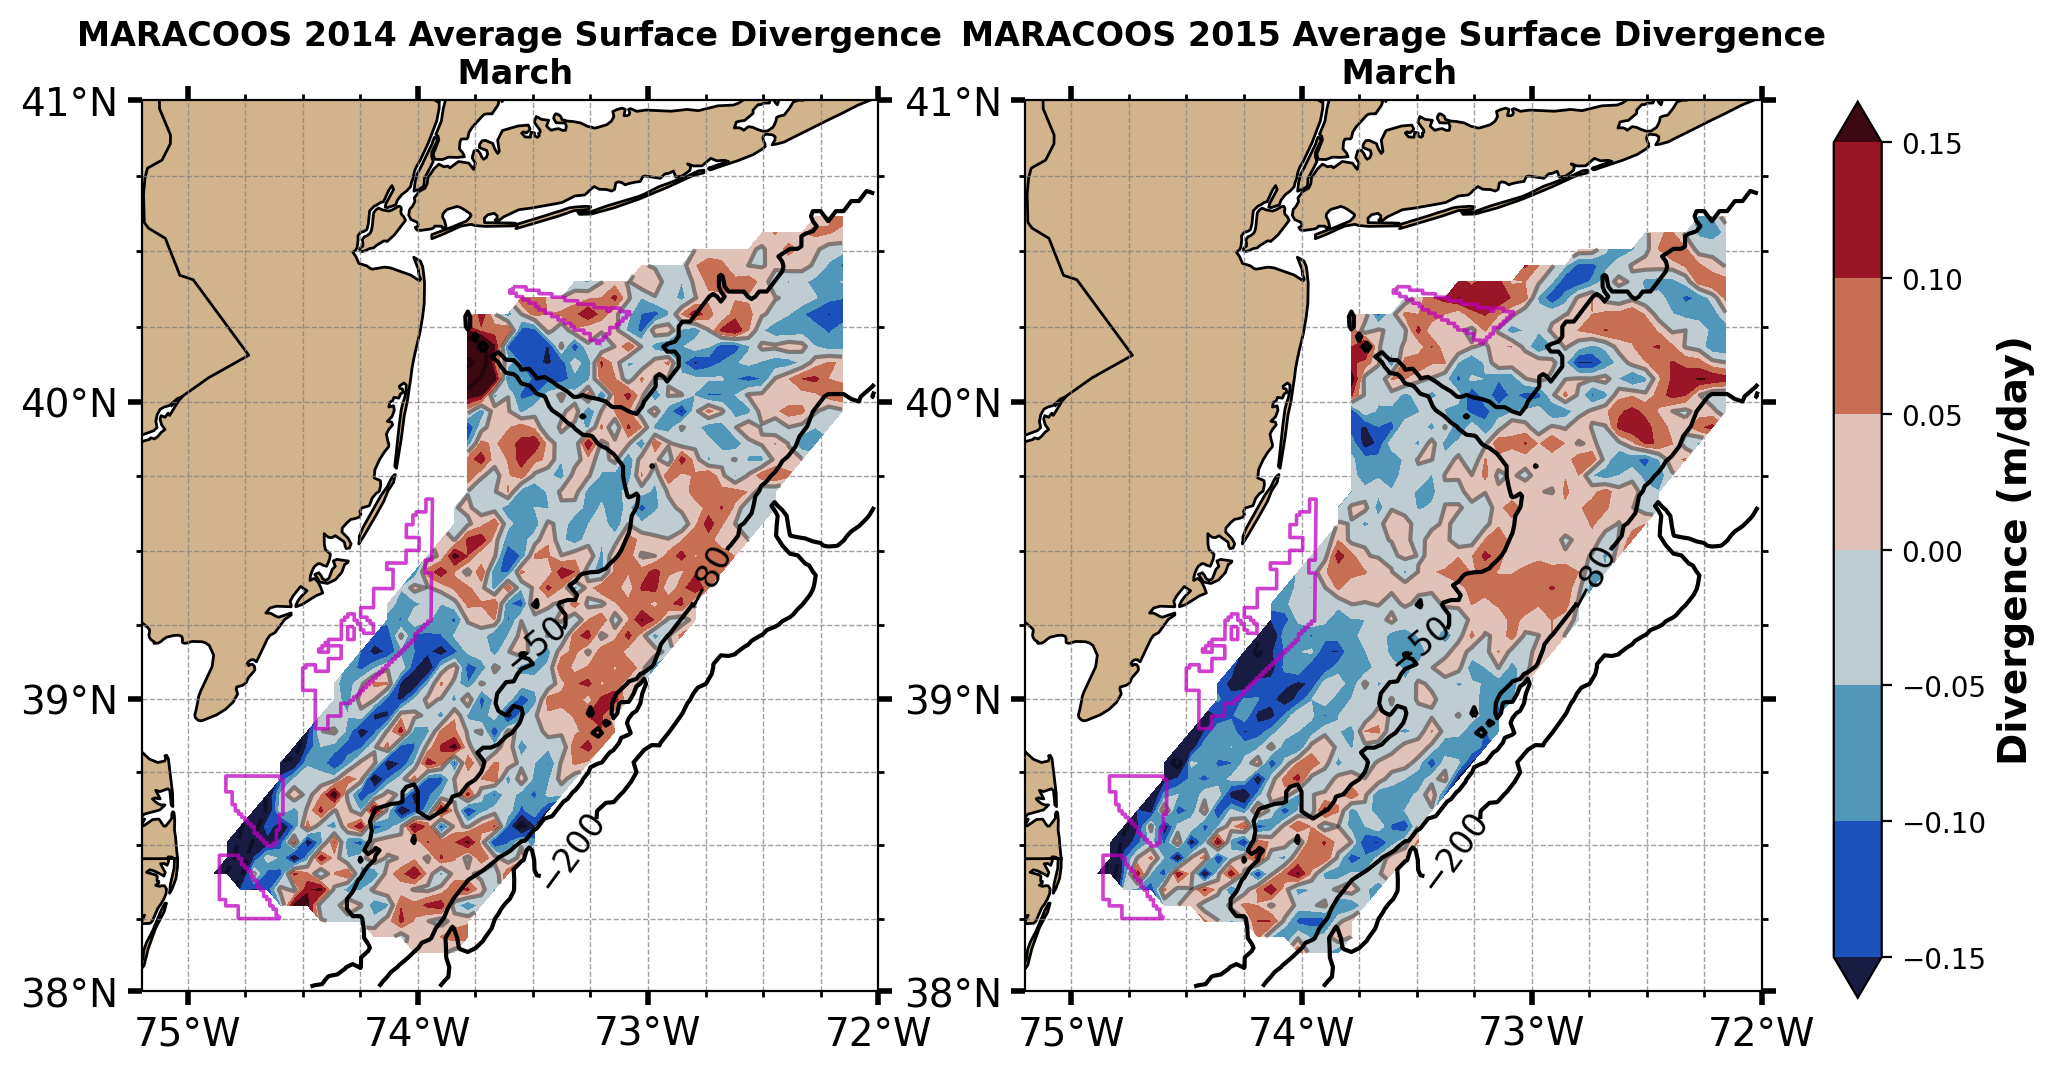 MARACOOS 2014 Average Surface Divergence
March
MARACOOS 2015 Average Surface Divergence
March
41°N
40°N
39°N
38°N
75°W
74°W
73°W
72°W
−50
80
−200
41°N
40°N
39°N
38°N
75°W
74°W
73°W
72°W
−50
−80
−200
0.15
0.10
0.05
0.00
−0.05
−0.10
−0.15
Divergence (m/day)